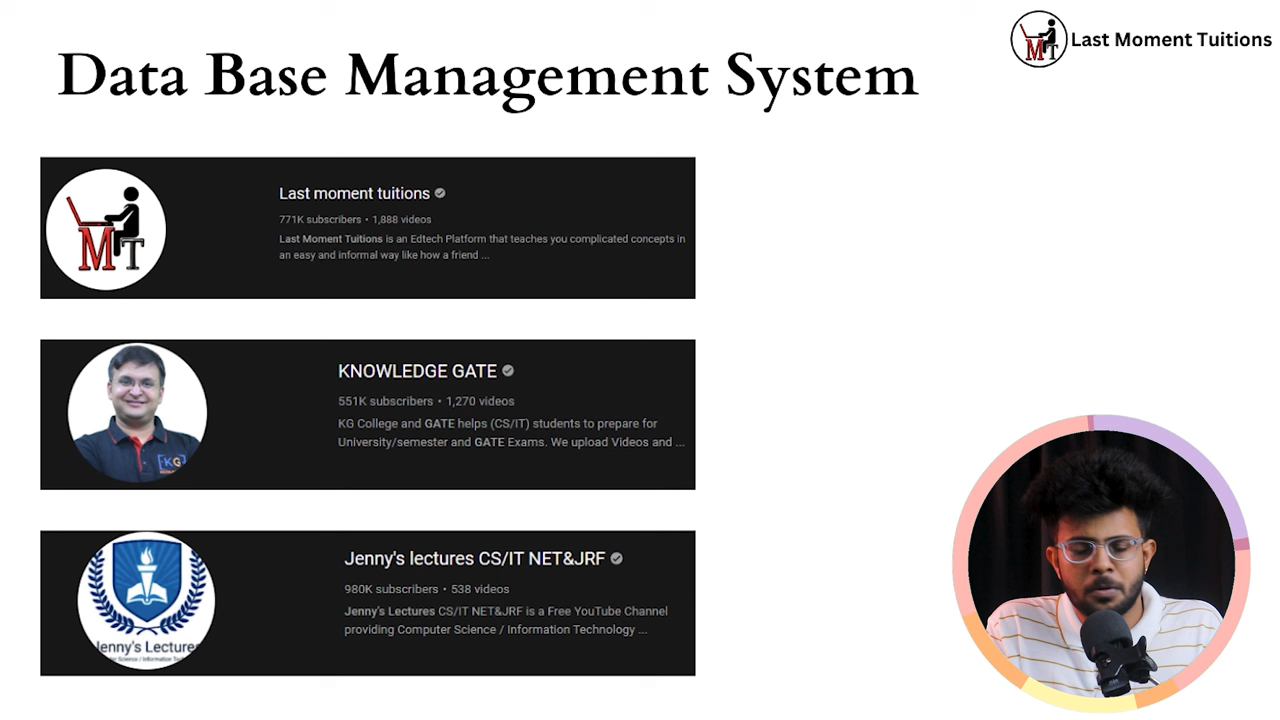 Last Moment Tuitions
Data Base Management System
Last moment tuitions
771K subscribers • 1,888 videos
Last Moment Tuitions is an Edtech Platform that teaches you complicated concepts in
an easy and informal way like how a friend ...
MT
KNOWLEDGE GATE
551K subscribers • 1,270 videos
KG College and GATE helps (CS/IT) students to prepare for
University/semester and GATE Exams. We upload Videos and ...
KG
Jenny's lectures CS/IT NET&JRF
980K subscribers • 538 videos
Jenny's Lectures CS/IT NET&JRF is a Free YouTube Channel
providing Computer Science / Information Technology ...
enny's Lecture